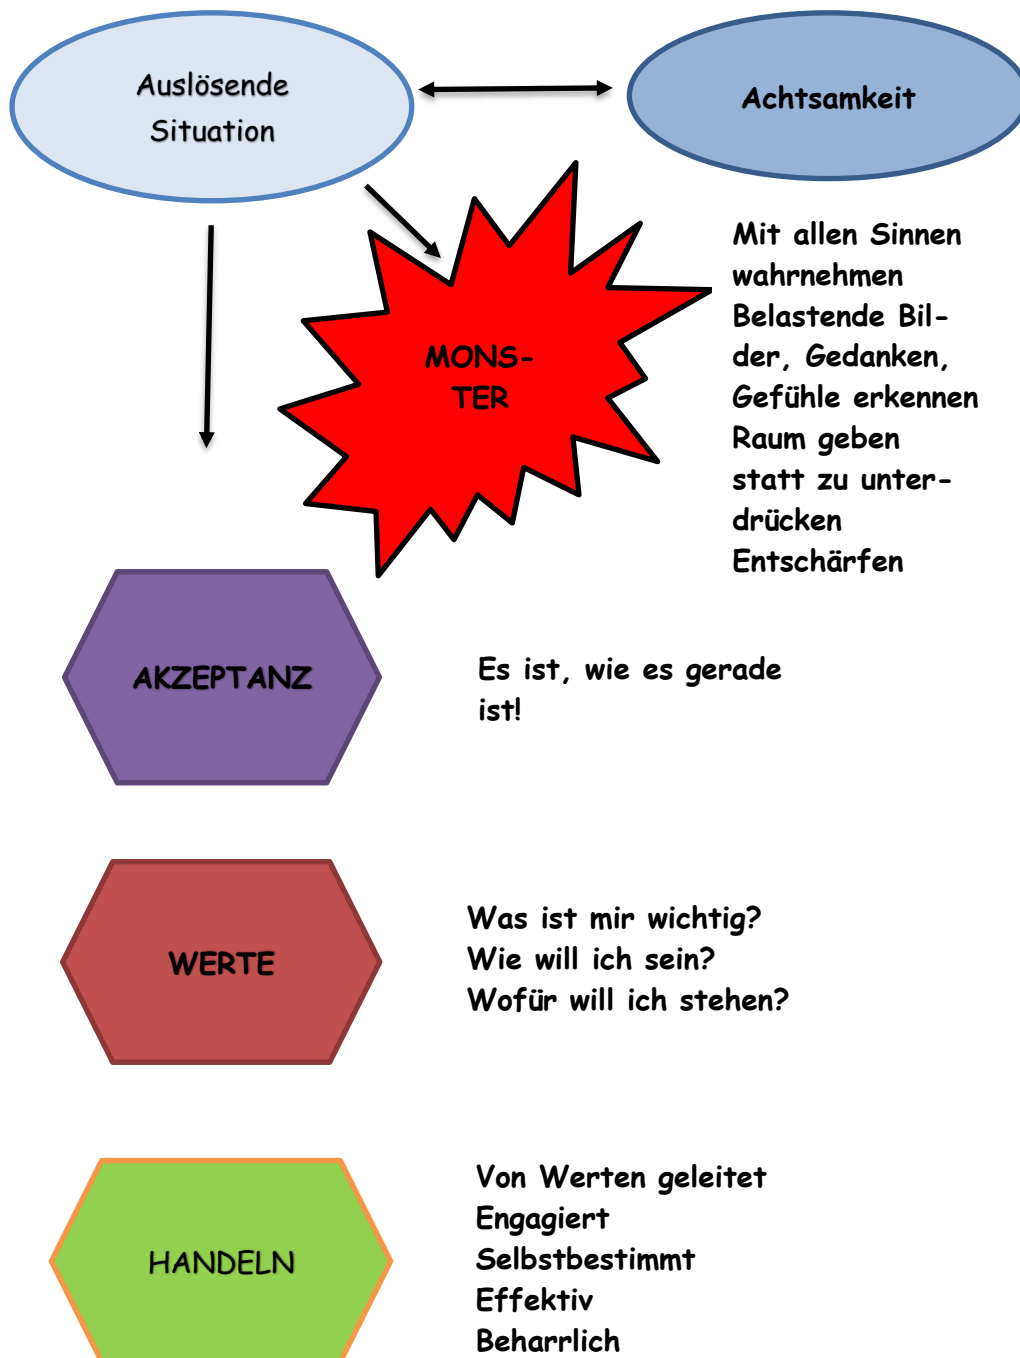 Auslösende
Situation
Achtsamkeit
Mit allen Sinnen
wahrnehmen
Belastende Bil-
der, Gedanken,
Gefühle erkennen
Raum geben
statt zu unter-
drücken
Entschärfen
MONS-
TER
AKZEPTANZ
Es ist, wie es gerade
ist!
WERTE
Was ist mir wichtig?
Wie will ich sein?
Wofür will ich stehen?
HANDELN
Von Werten geleitet
Engagiert
Selbstbestimmt
Effektiv
Beharrlich